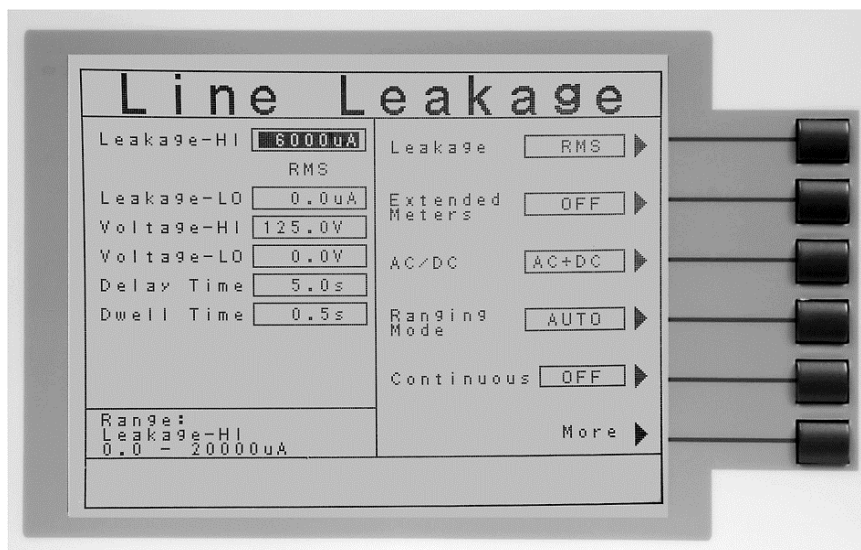 Line Leakage
Leakage-HI 6000uA
RMS
Leakage-LO 0.0uA
Voltage-HI 125.0V
Voltage-LO 0.0V
Delay Time 5.0s
Dwell Time 0.5s
Range:
Leakage-HI
0.0 - 20000uA
Leakage RMS
Extended
Meters OFF
AC/DC AC+DC
Ranging
Mode AUTO
Continuous OFF
More